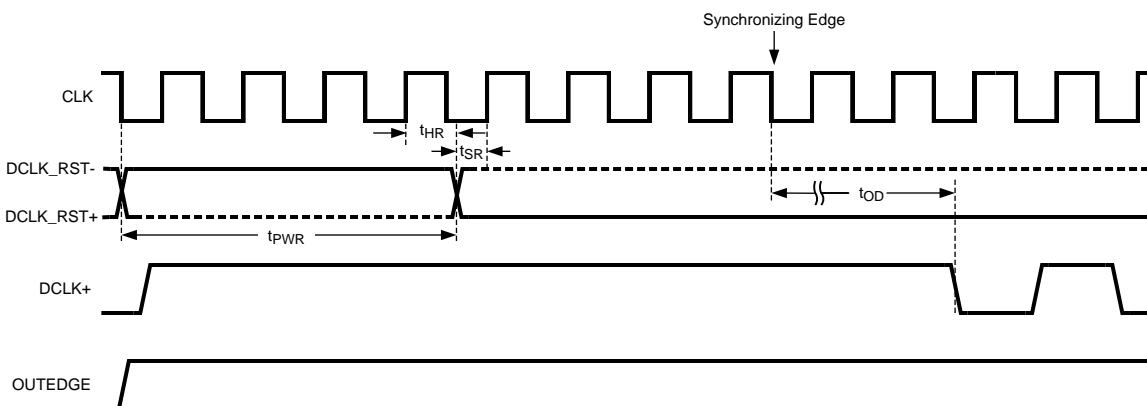 Synchronizing Edge
CLK
tHR
tSR
DCLK_RST-
DCLK_RST+
tOD
tPWR
DCLK+
OUTEDGE